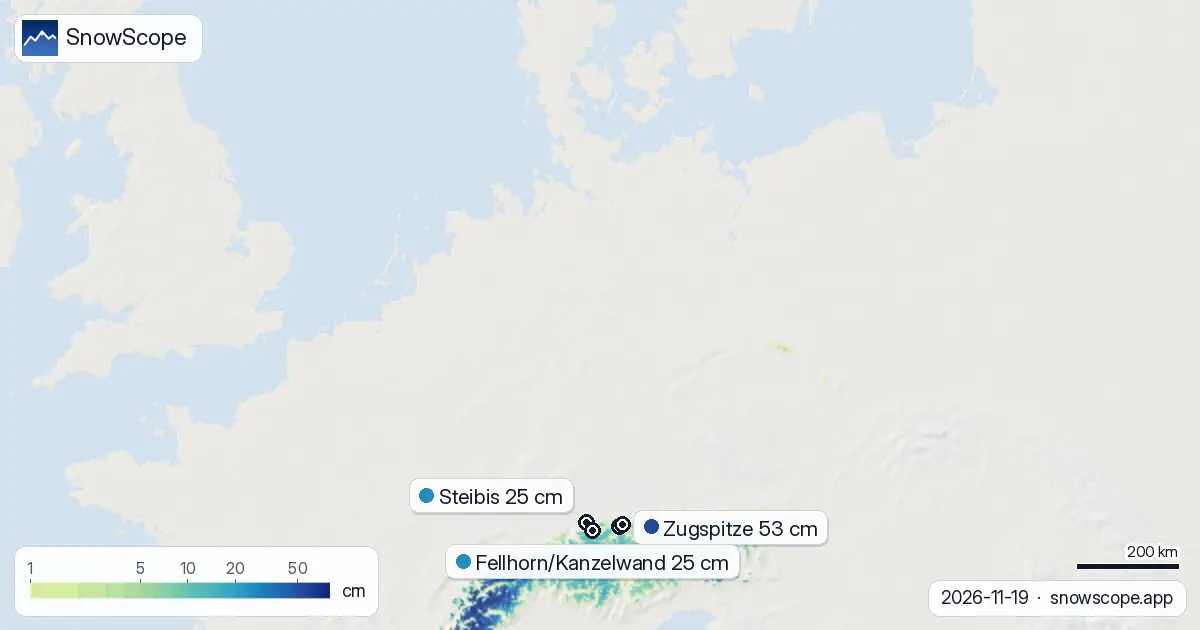 SnowScope
Steibis 25 cm
Zugspitze 53 cm
Fellhorn/Kanzelwand 25 cm
1 5 10 20 50
cm
200 km
2026-11-19 · snowscope.app